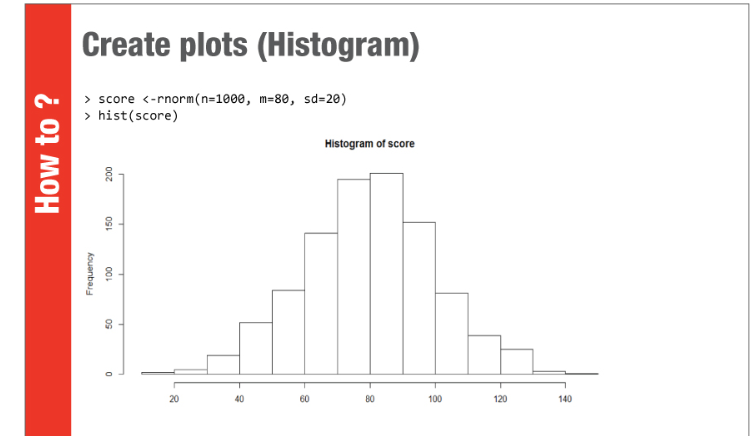 Create plots (Histogram)
How to ?
> score <-rnorm(n=1000, m=80, sd=20)
> hist(score)
Histogram of score
Frequency
200
150
100
50
0
20 40 60 80 100 120 140